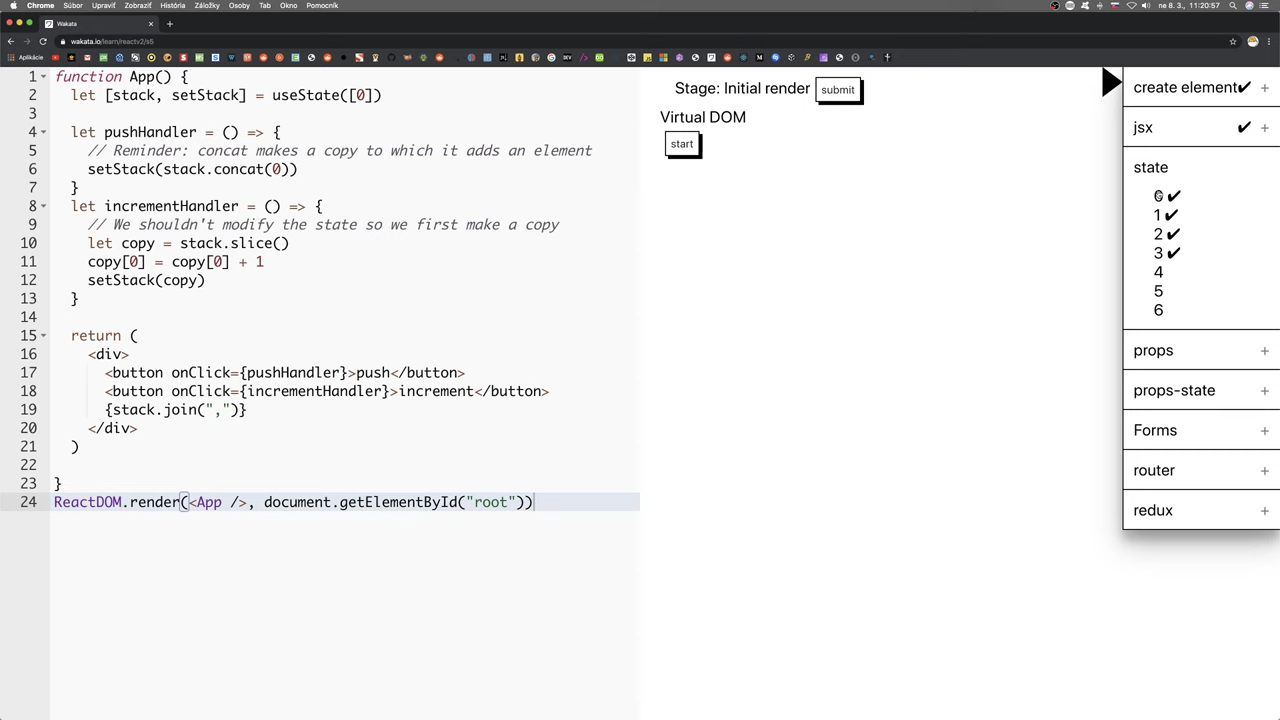 Chrome Súbor Upraviť Zobraziť História Záložky Osoby Tab Okno Pomocník
ne 8. 3., 11:20:57
Wakata
wakata.io/learn/reactv2/s5
Aplikácie
1 function App() {
2 let [stack, setStack] = useState([0])
3
4 let pushHandler = () => {
5 // Reminder: concat makes a copy to which it adds an element
6 setStack(stack.concat(0))
7 }
8 let incrementHandler = () => {
9 // We shouldn't modify the state so we first make a copy
10 let copy = stack.slice()
11 copy[0] = copy[0] + 1
12 setStack(copy)
13 }
14
15 return (
16 <div>
17 <button onClick={pushHandler}>push</button>
18 <button onClick={incrementHandler}>increment</button>
19 {stack.join(",")}
20 </div>
21 )
22
23 }
24 ReactDOM.render(<App />, document.getElementById("root"))
Stage: Initial render submit
Virtual DOM
start
create element✔ +
jsx ✔ +
state
0 ✔
1 ✔
2 ✔
3 ✔
4
5
6
props +
props-state +
Forms +
router +
redux +